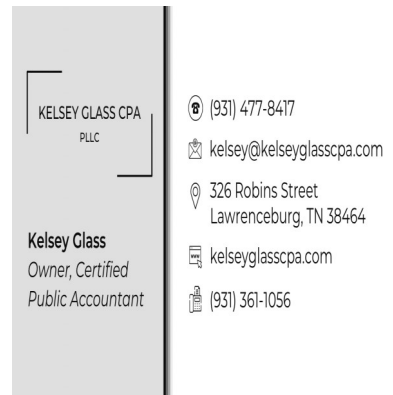 KELSEY GLASS CPA
PLLC
Kelsey Glass
Owner, Certified
Public Accountant
(931) 477-8417
kelsey@kelseyglasscpa.com
326 Robins Street
Lawrenceburg, TN 38464
kelseyglasscpa.com
(931) 361-1056